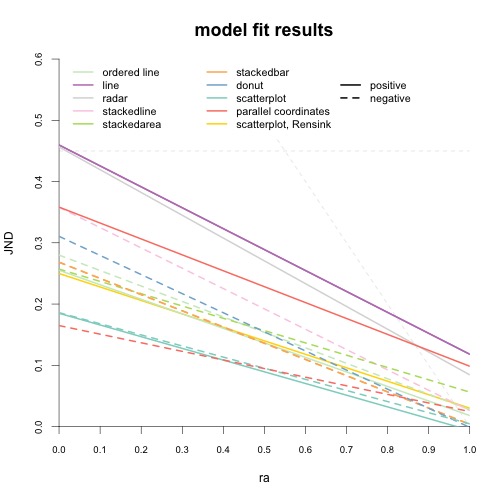 model fit results
ordered line
line
radar
stackedline
stackedarea
stackedbar
donut
scatterplot
parallel coordinates
scatterplot, Rensink
positive
negative
JND
0.6
0.5
0.4
0.3
0.2
0.1
0.0
0.0 0.1 0.2 0.3 0.4 0.5 0.6 0.7 0.8 0.9 1.0
ra